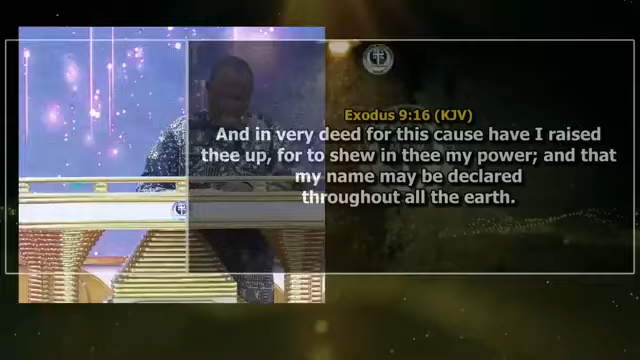 Exodus 9:16 (KJV)
And in very deed for this cause have I raised
thee up, for to shew in thee my power; and that
my name may be declared
throughout all the earth.